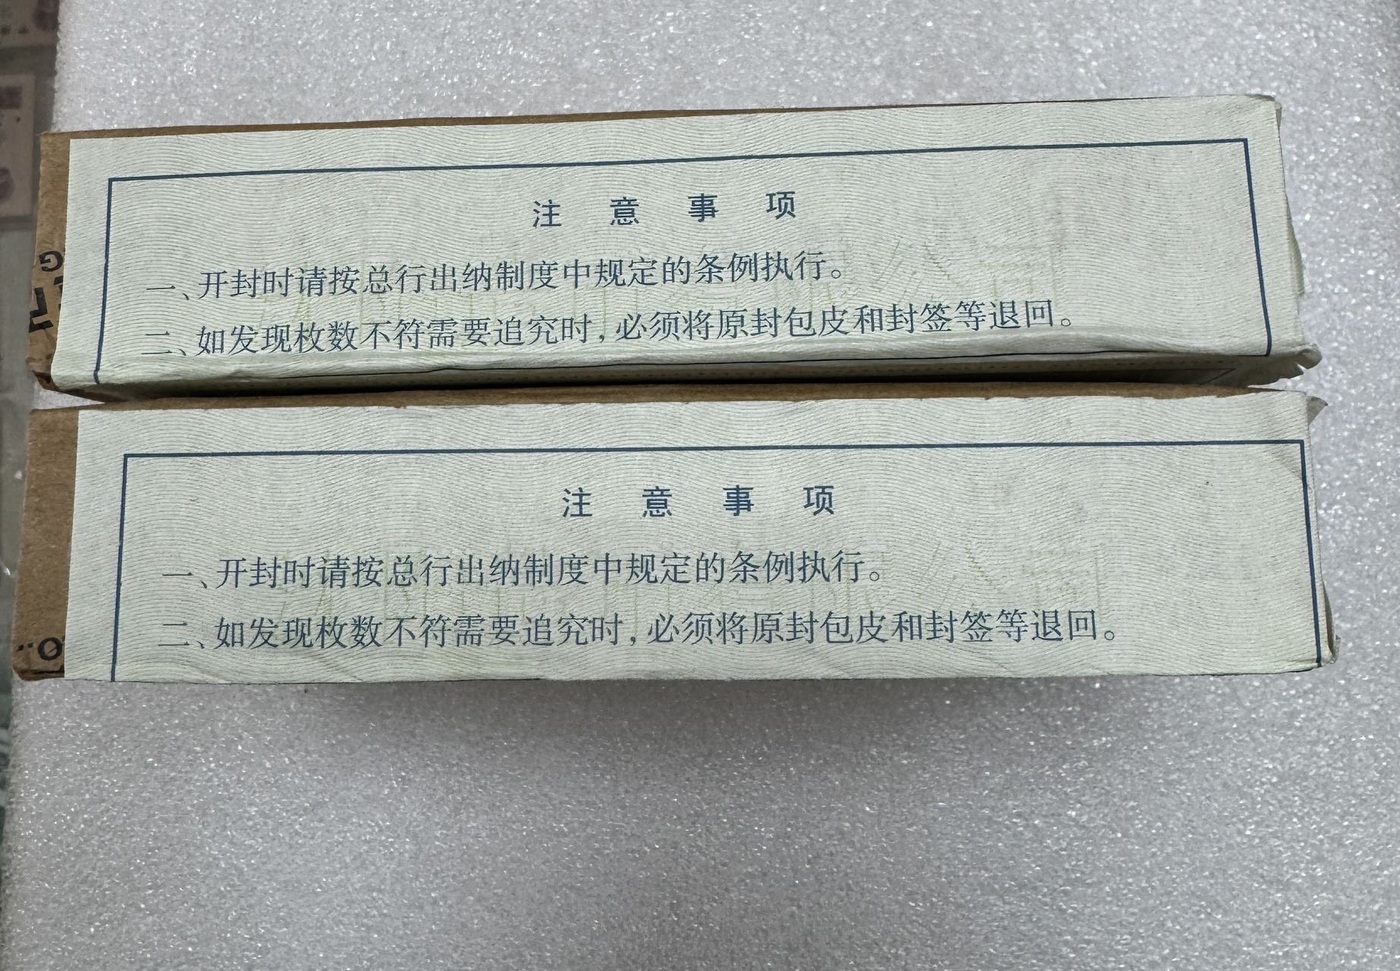 注意事项
一、开封时请按总行出纳制度中规定的条例执行。
二、如发现枚数不符需要追究时,必须将原封包皮和封签等退回。
注意事项
一、开封时请按总行出纳制度中规定的条例执行。
二、如发现枚数不符需要追究时,必须将原封包皮和封签等退回。